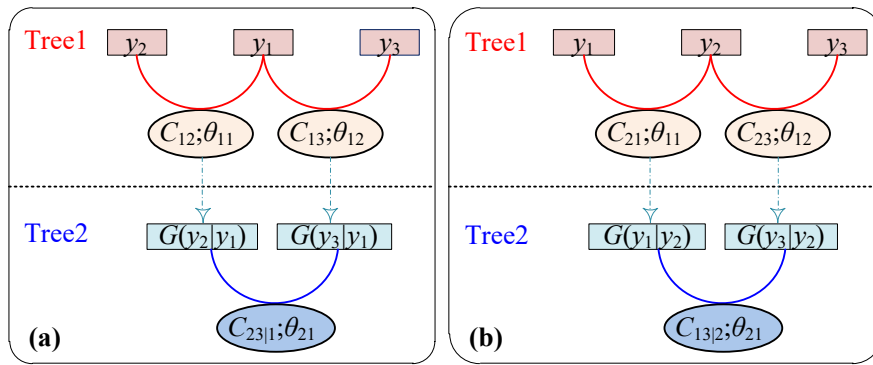 Tree1 y₂ y₁ y₃
C₁₂;θ₁₁ C₁₃;θ₁₂
Tree2 G(y₂|y₁) G(y₃|y₁)
C₂₃|₁;θ₂₁
(a)
Tree1 y₁ y₂ y₃
C₂₁;θ₁₁ C₂₃;θ₁₂
Tree2 G(y₁|y₂) G(y₃|y₂)
C₁₃|₂;θ₂₁
(b)